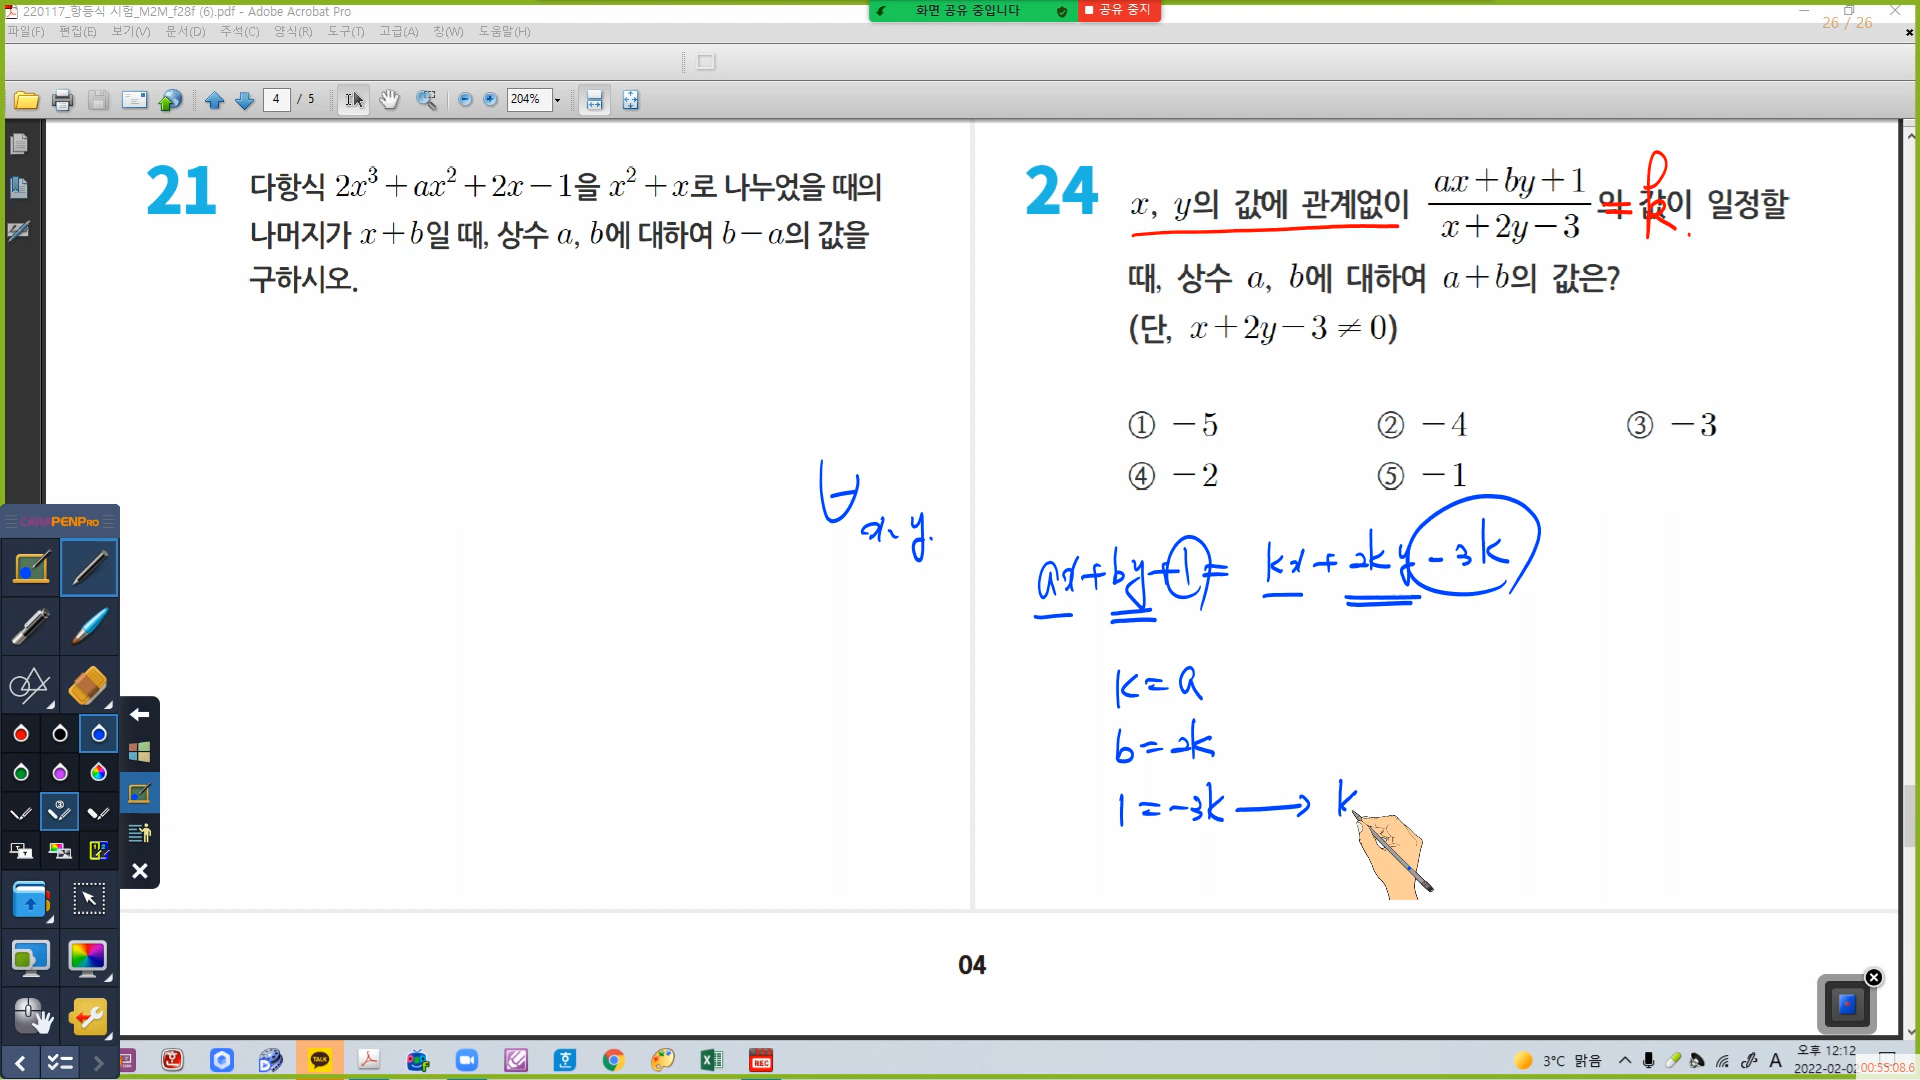 220117_항등식 시험_M2M_f28f (6).pdf - Adobe Acrobat Pro
화면 공유 중입니다
공유 중지
26 / 26
파일(F) 편집(E) 보기(V) 문서(D) 주석(C) 양식(R) 도구(T) 고급(A) 창(W) 도움말(H)
4 / 5
204%
21 다항식 2x³+ax²+2x−1을 x²+x로 나누었을 때의
나머지가 x+b일 때, 상수 a, b에 대하여 b−a의 값을
구하시오.
24 x, y의 값에 관계없이 (ax+by+1)/(x+2y−3)의 값이 일정할
= k.
때, 상수 a, b에 대하여 a+b의 값은?
(단, x+2y−3≠0)
① −5 ② −4 ③ −3
④ −2 ⑤ −1
∀x, y.
ax+by+1 = kx+2ky−3k
k=a
b=2k
1=−3k → k
04
CAMAPENPRO
TALK
REC
3°C 맑음
A
오후 12:12
2022-02-02
00:55:08.6